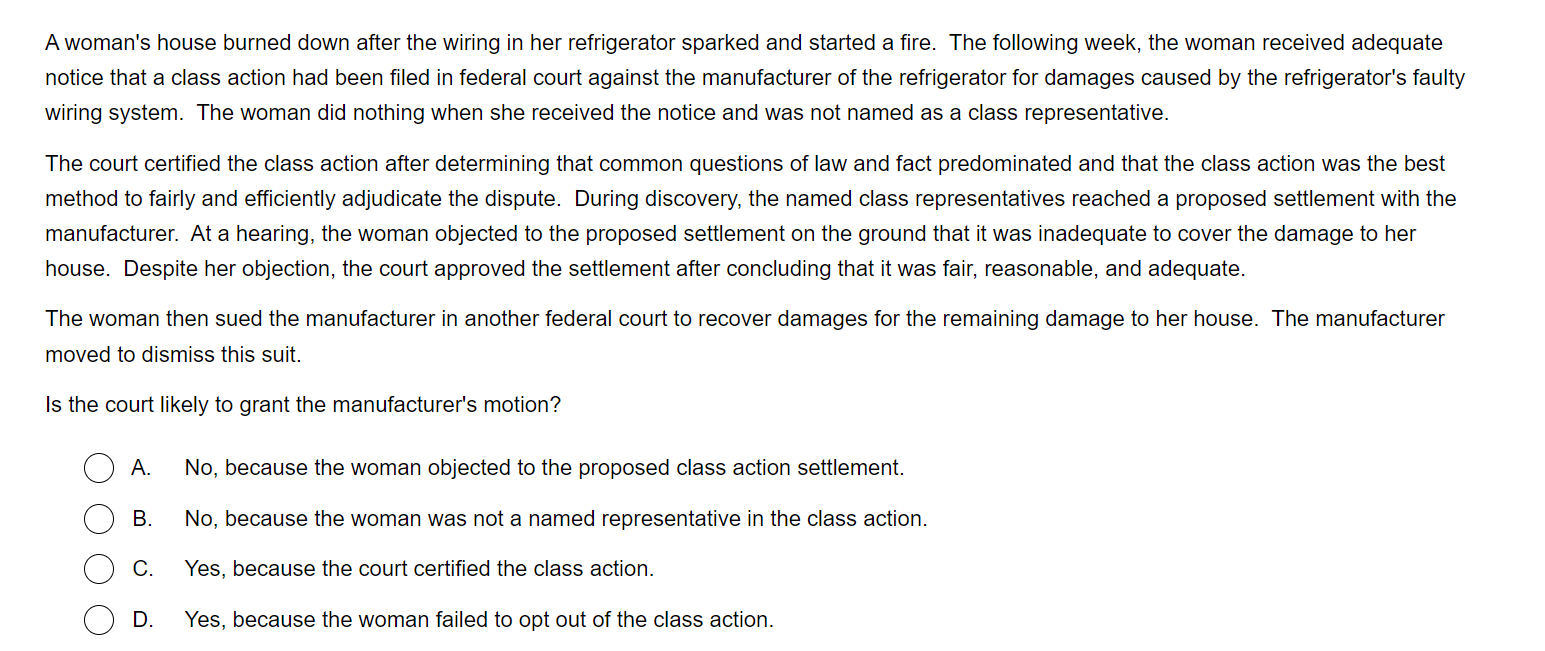 A woman's house burned down after the wiring in her refrigerator sparked and started a fire.  The following week, the woman received adequate
notice that a class action had been filed in federal court against the manufacturer of the refrigerator for damages caused by the refrigerator's faulty
wiring system.  The woman did nothing when she received the notice and was not named as a class representative.
The court certified the class action after determining that common questions of law and fact predominated and that the class action was the best
method to fairly and efficiently adjudicate the dispute.  During discovery, the named class representatives reached a proposed settlement with the
manufacturer.  At a hearing, the woman objected to the proposed settlement on the ground that it was inadequate to cover the damage to her
house.  Despite her objection, the court approved the settlement after concluding that it was fair, reasonable, and adequate.
The woman then sued the manufacturer in another federal court to recover damages for the remaining damage to her house.  The manufacturer
moved to dismiss this suit.
Is the court likely to grant the manufacturer's motion?
A. No, because the woman objected to the proposed class action settlement.
B. No, because the woman was not a named representative in the class action.
C. Yes, because the court certified the class action.
D. Yes, because the woman failed to opt out of the class action.